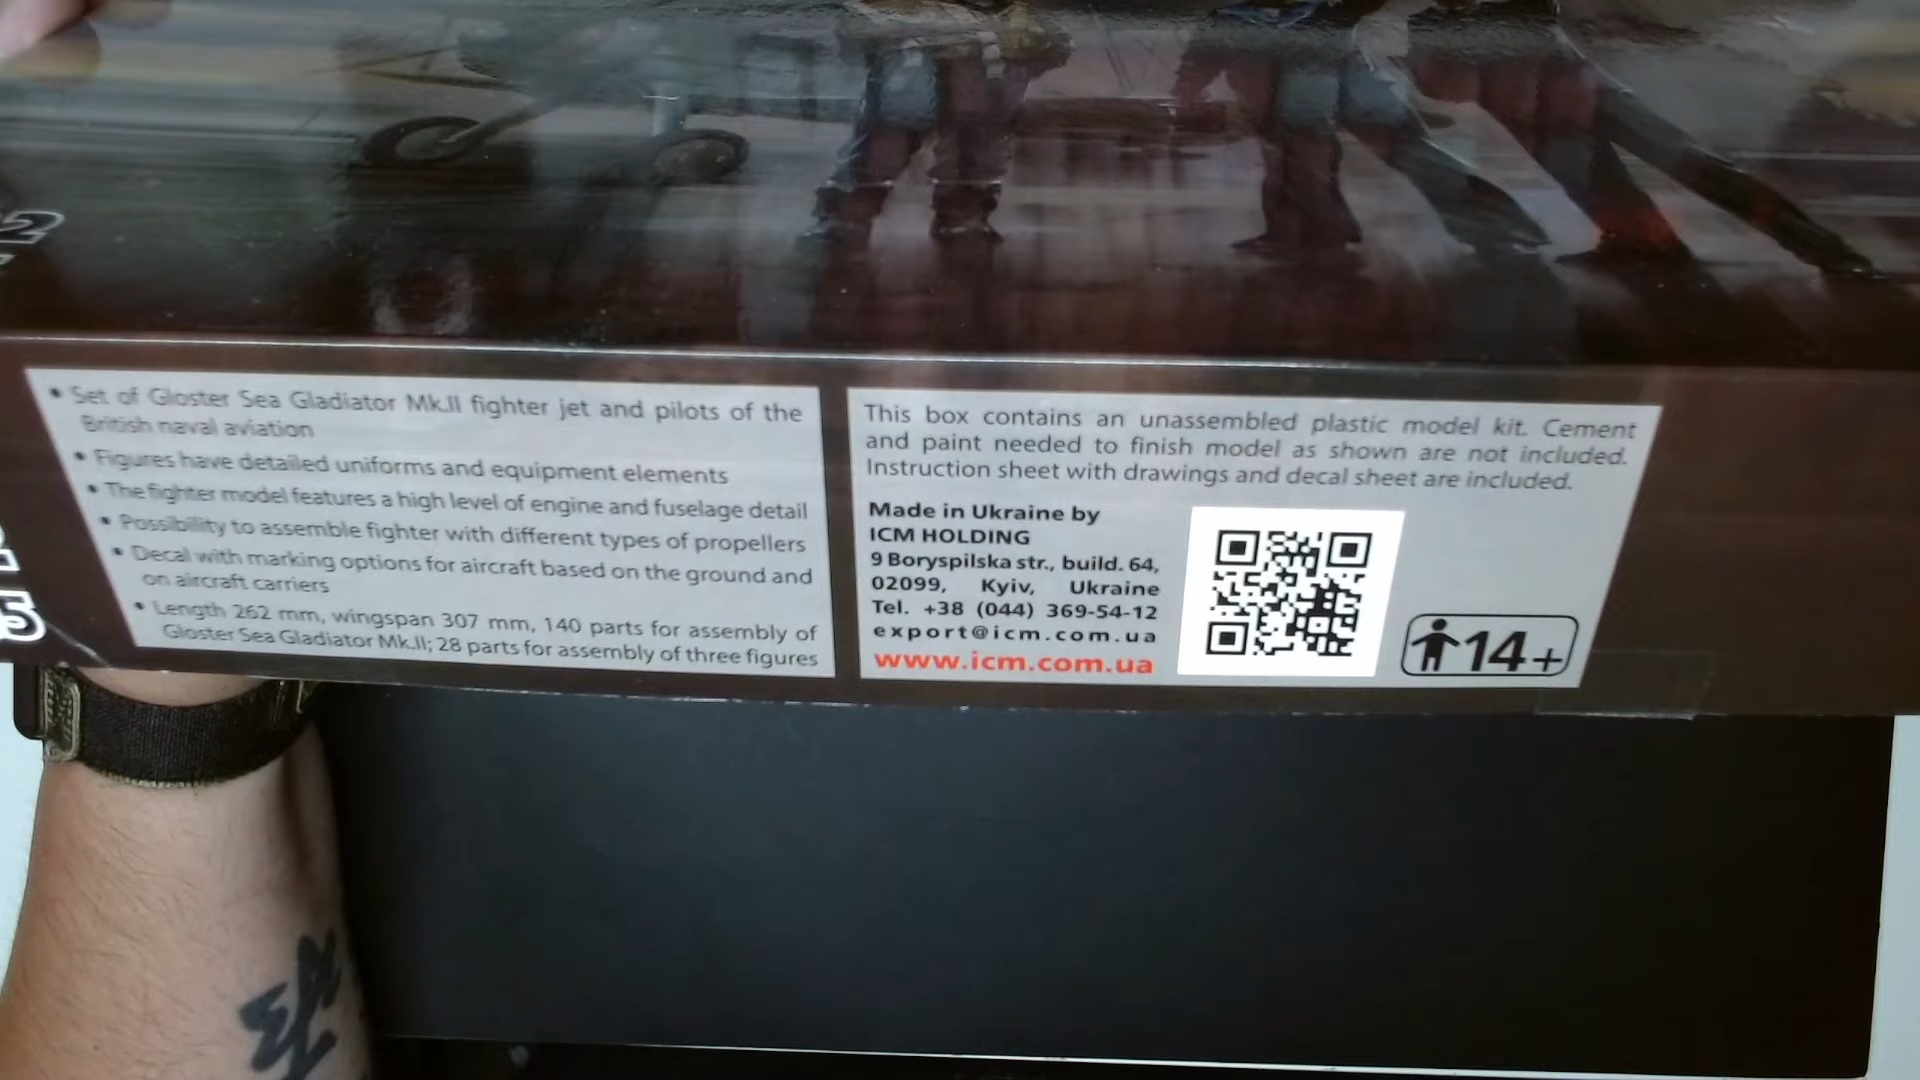 • Set of Gloster Sea Gladiator Mk.II fighter jet and pilots of the
British naval aviation
• Figures have detailed uniforms and equipment elements
• The fighter model features a high level of engine and fuselage detail
• Possibility to assemble fighter with different types of propellers
• Decal with marking options for aircraft based on the ground and
on aircraft carriers
• Length 262 mm, wingspan 307 mm, 140 parts for assembly of
Gloster Sea Gladiator Mk.II; 28 parts for assembly of three figures
This box contains an unassembled plastic model kit. Cement
and paint needed to finish model as shown are not included.
Instruction sheet with drawings and decal sheet are included.
Made in Ukraine by
ICM HOLDING
9 Boryspilska str., build. 64,
02099, Kyiv, Ukraine
Tel. +38 (044) 369-54-12
export@icm.com.ua
www.icm.com.ua
14+
2
5